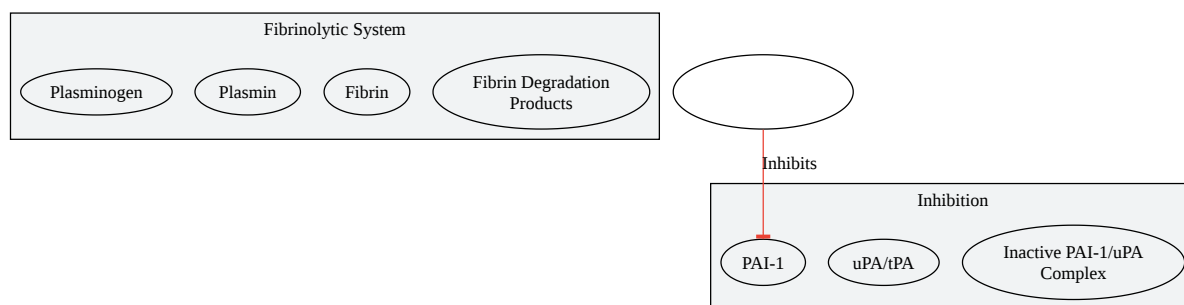 Fibrinolytic System
Plasminogen
Plasmin
Fibrin
Fibrin Degradation
Products
Inhibits
Inhibition
PAI-1
uPA/tPA
Inactive PAI-1/uPA
Complex